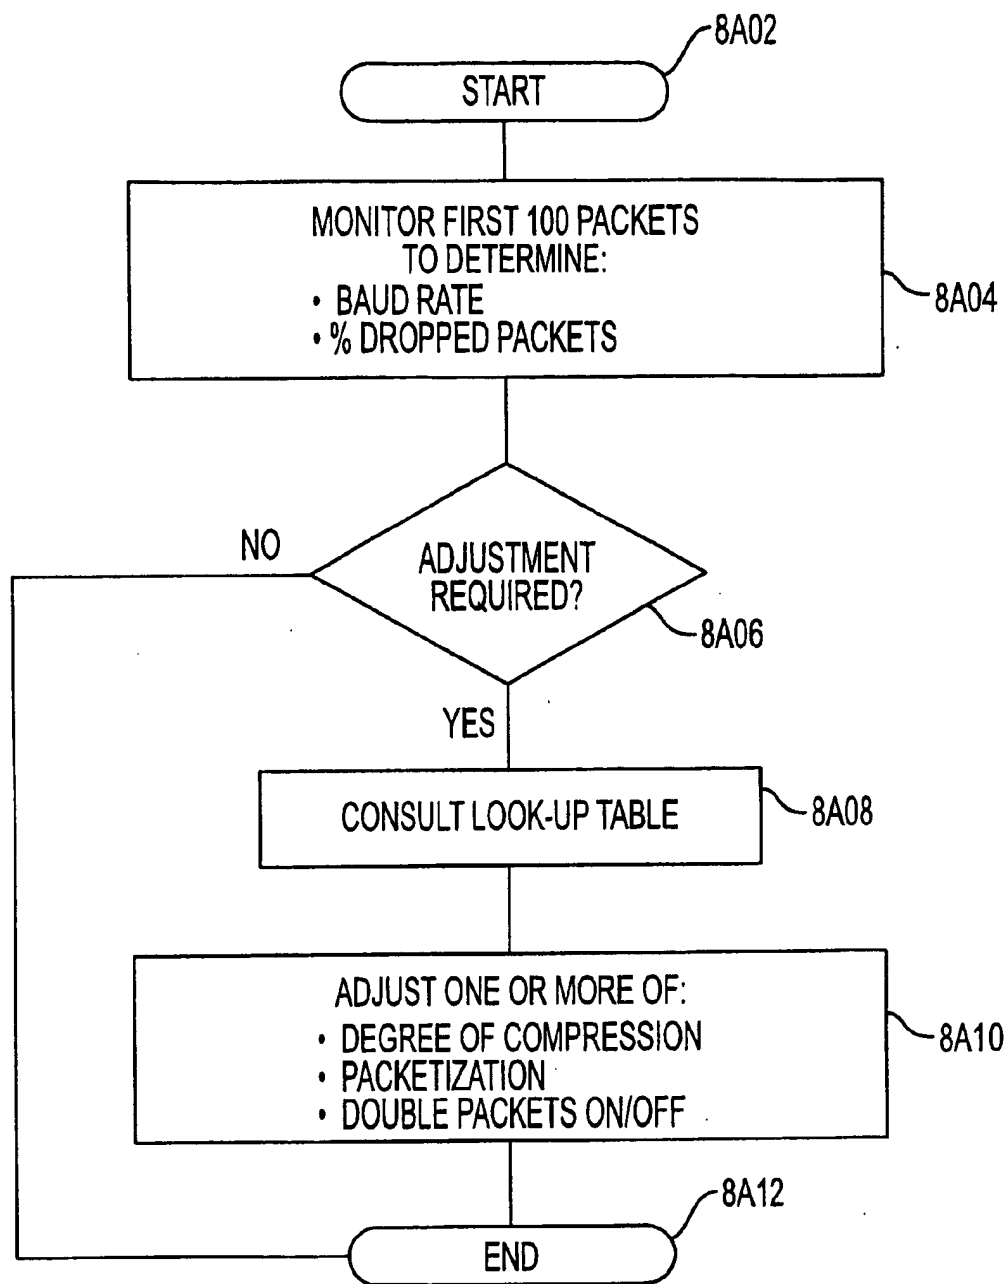 8A02
START
MONITOR FIRST 100 PACKETS
TO DETERMINE:
• BAUD RATE
• % DROPPED PACKETS
8A04
NO
ADJUSTMENT
REQUIRED?
8A06
YES
CONSULT LOOK-UP TABLE
8A08
ADJUST ONE OR MORE OF:
• DEGREE OF COMPRESSION
• PACKETIZATION
• DOUBLE PACKETS ON/OFF
8A10
8A12
END